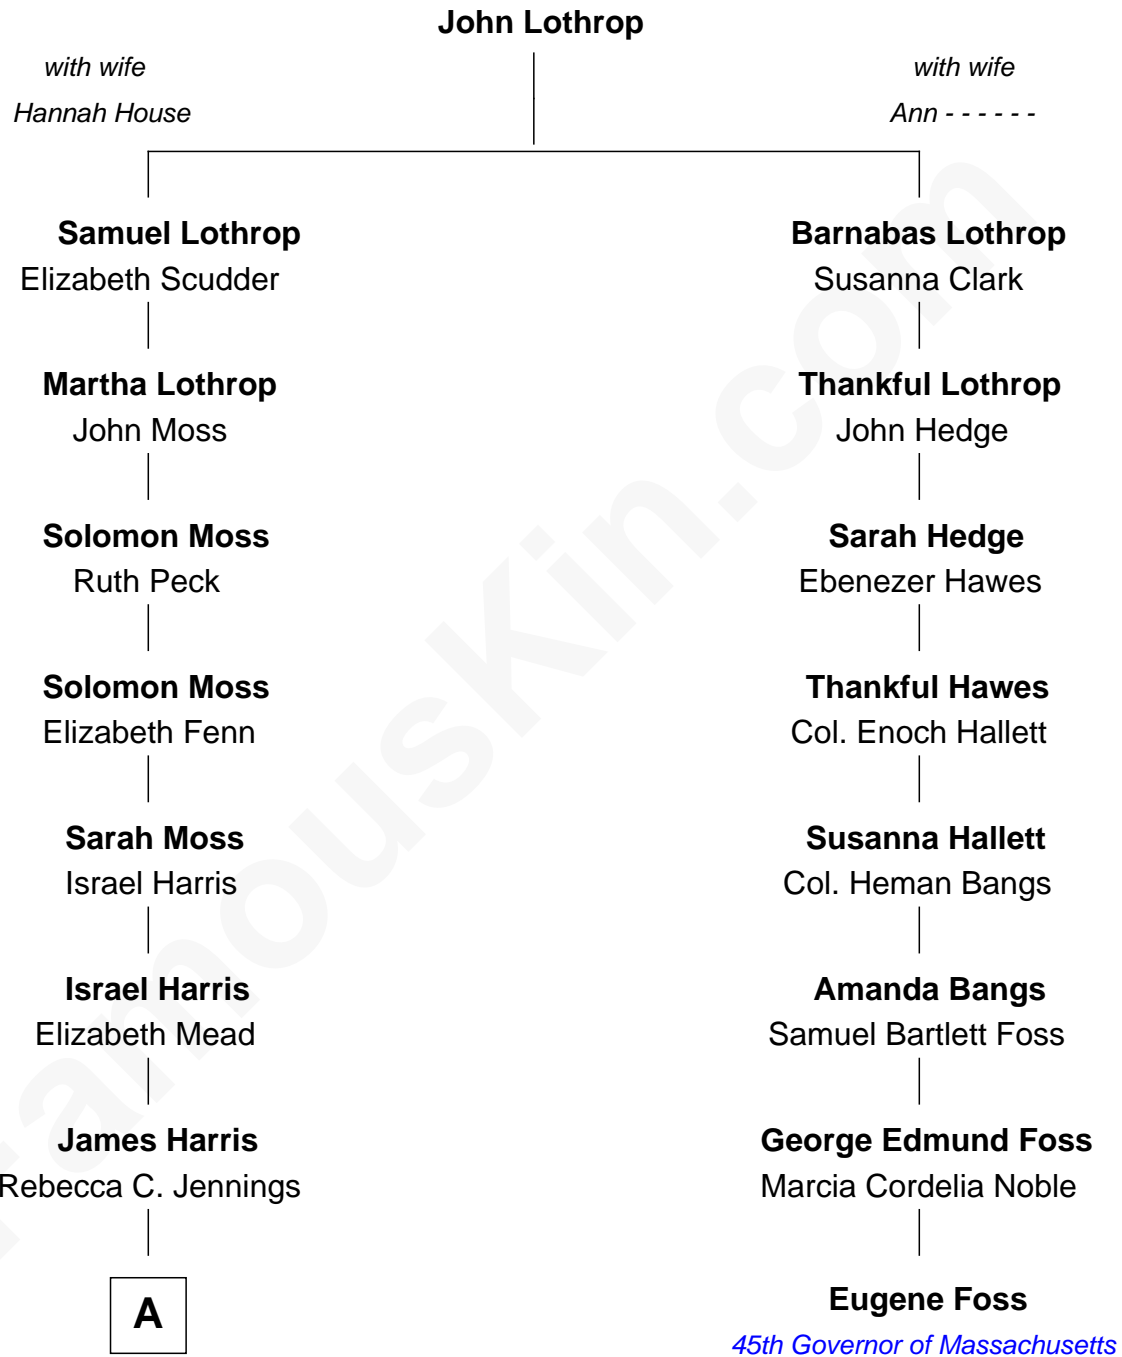 John Lothrop
with wife
Hannah House
with wife
Ann - - - - - -
Samuel Lothrop
Elizabeth Scudder
Barnabas Lothrop
Susanna Clark
Martha Lothrop
John Moss
Thankful Lothrop
John Hedge
Solomon Moss
Ruth Peck
Sarah Hedge
Ebenezer Hawes
Solomon Moss
Elizabeth Fenn
Thankful Hawes
Col. Enoch Hallett
Sarah Moss
Israel Harris
Susanna Hallett
Col. Heman Bangs
Israel Harris
Elizabeth Mead
Amanda Bangs
Samuel Bartlett Foss
James Harris
Rebecca C. Jennings
George Edmund Foss
Marcia Cordelia Noble
A
Eugene Foss
45th Governor of Massachusetts
FamousKin.com